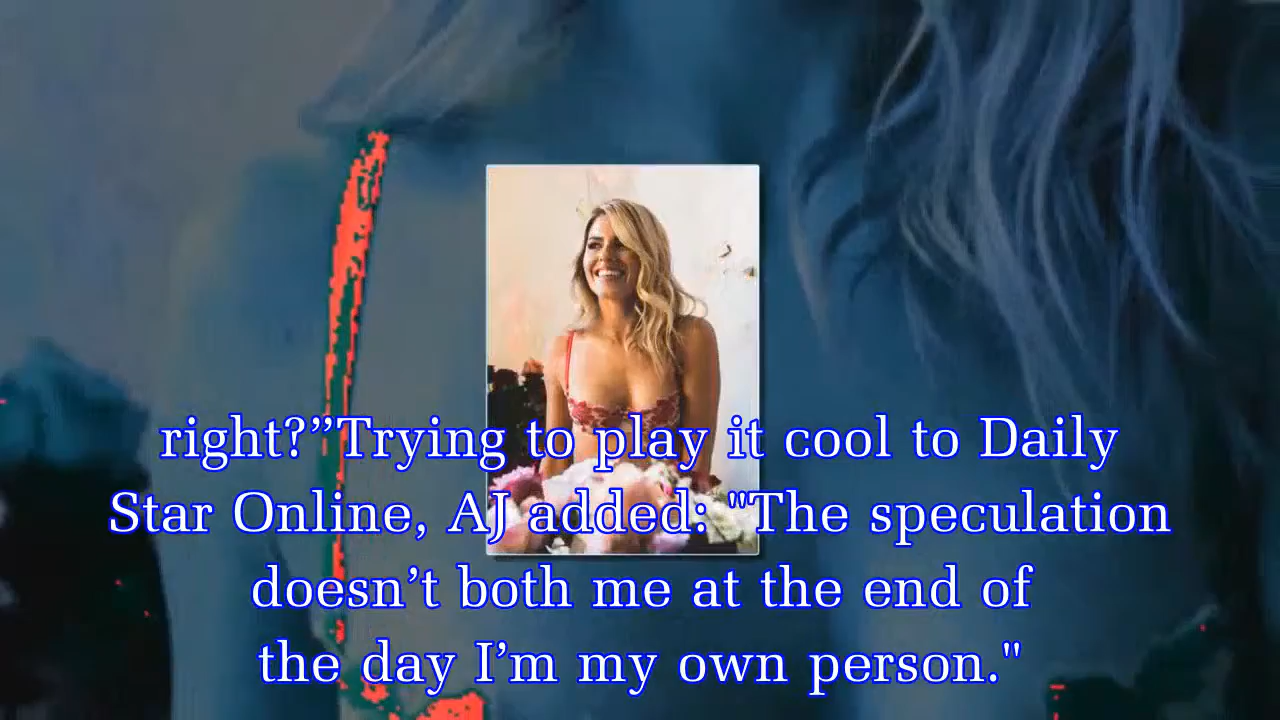 right?”Trying to play it cool to Daily
Star Online, AJ added: "The speculation
doesn’t both me at the end of
the day I’m my own person."